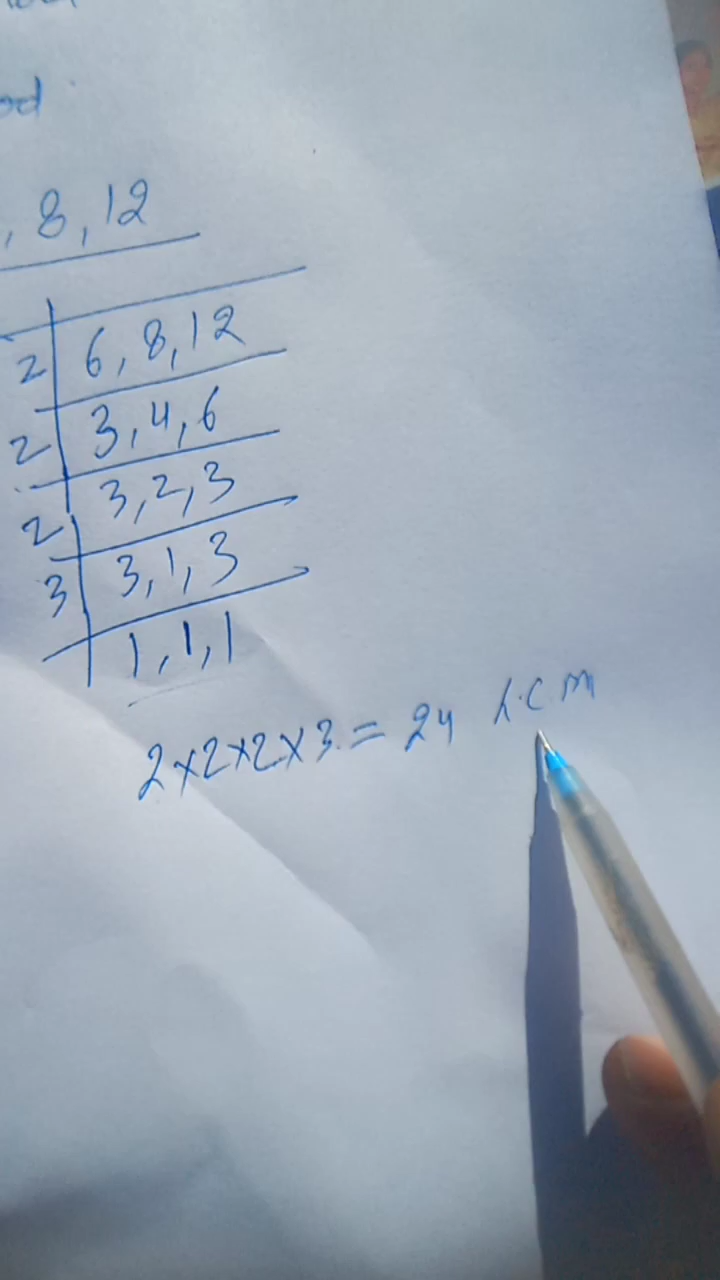 , 8, 12
2 6, 8, 12
2 3, 4, 6
2 3, 2, 3
3 3, 1, 3
1, 1, 1
2×2×2×3 = 24 L.C.M